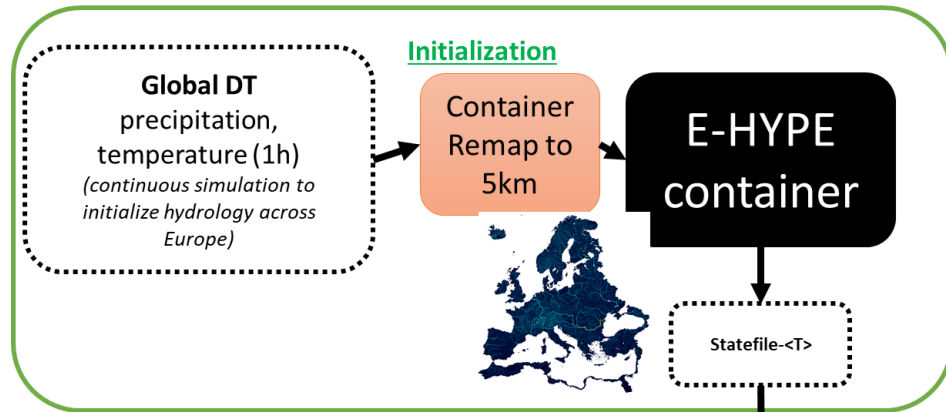 Initialization
Global DT
precipitation,
temperature (1h)
(continuous simulation to
initialize hydrology across
Europe)
Container
Remap to
5km
E-HYPE
container
Statefile-<T>